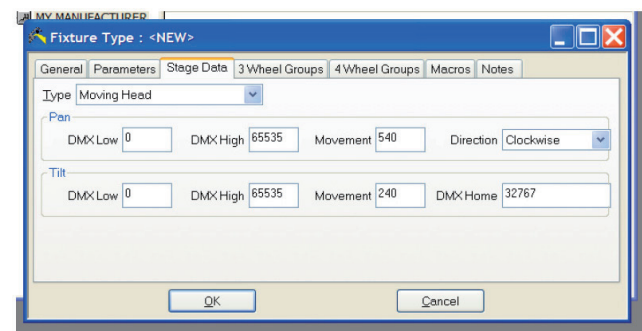 MY MANUFACTURER
Fixture Type : <NEW>
General Parameters Stage Data 3 Wheel Groups 4 Wheel Groups Macros Notes
Type Moving Head
Pan
DMX Low 0 DMX High 65535 Movement 540 Direction Clockwise
Tilt
DMX Low 0 DMX High 65535 Movement 240 DMX Home 32767
OK Cancel